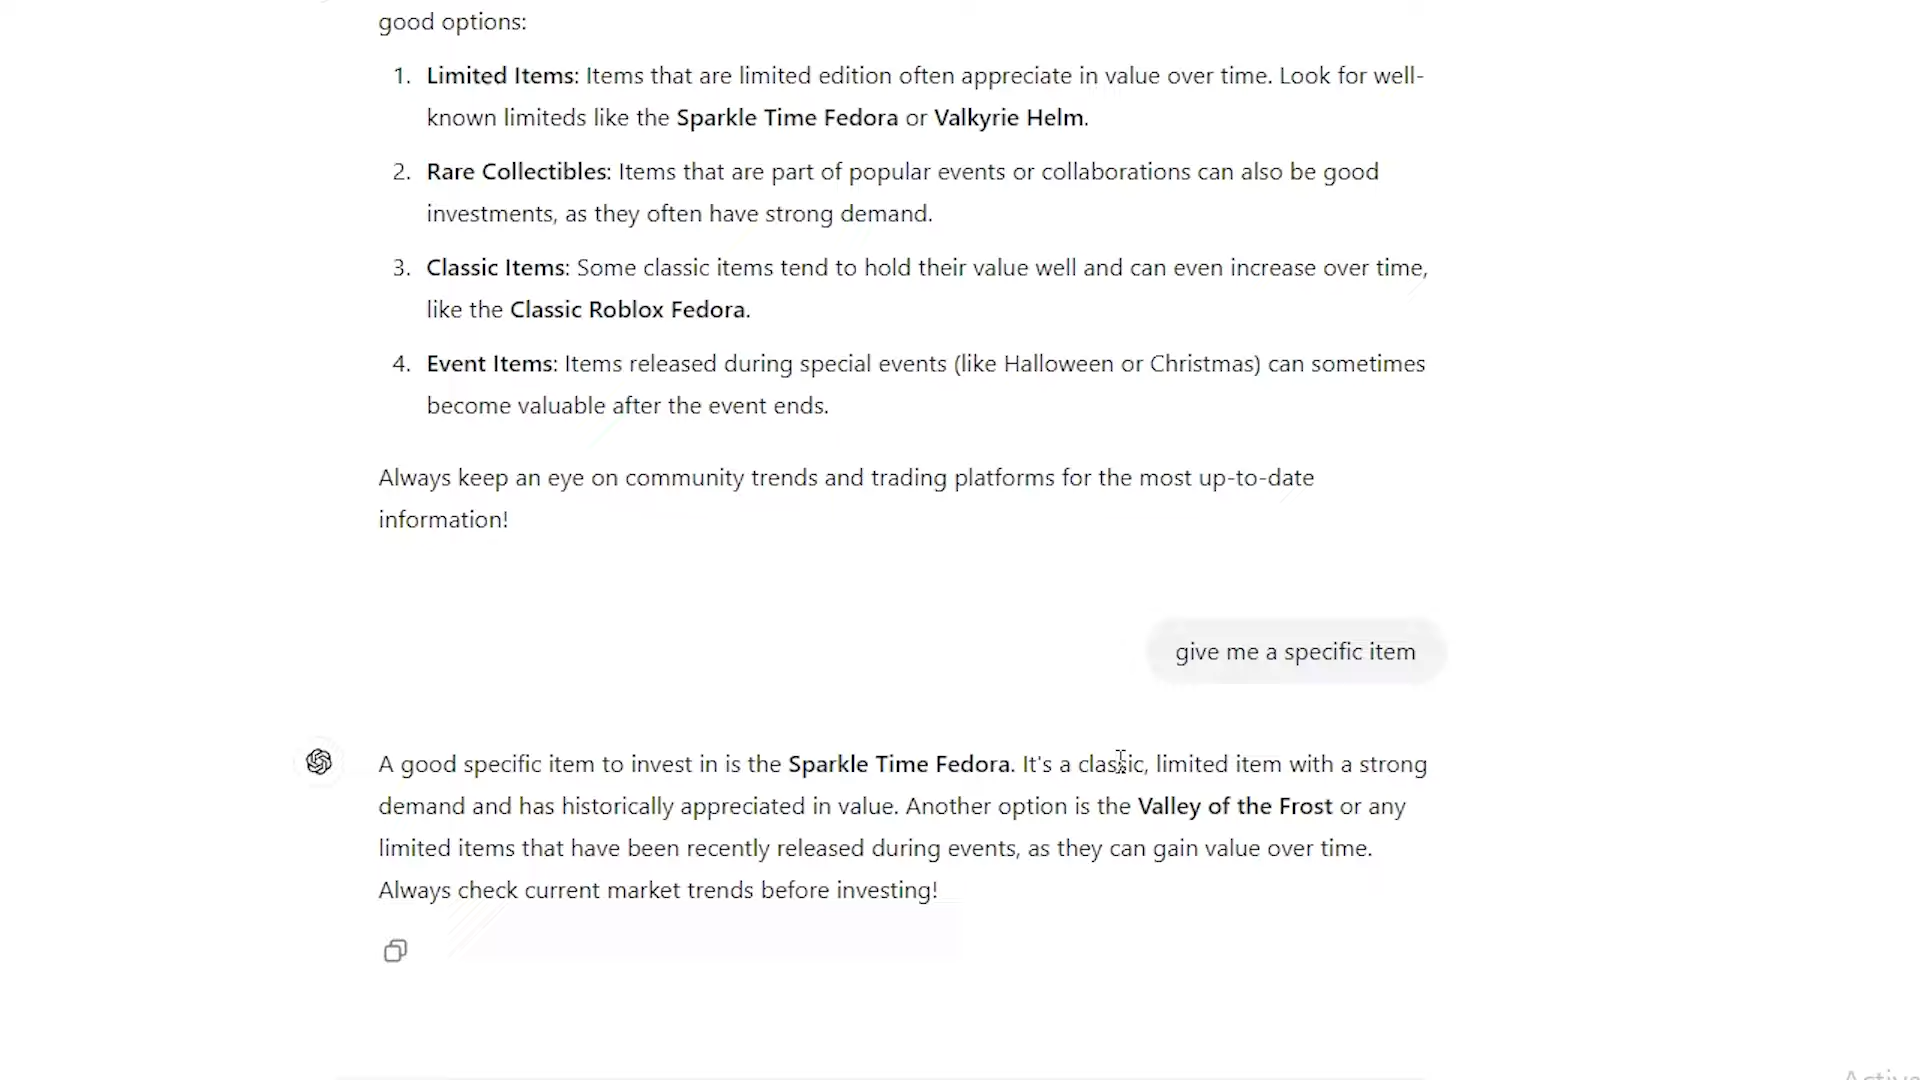 good options:
1. Limited Items: Items that are limited edition often appreciate in value over time. Look for well-
known limiteds like the Sparkle Time Fedora or Valkyrie Helm.
2. Rare Collectibles: Items that are part of popular events or collaborations can also be good
investments, as they often have strong demand.
3. Classic Items: Some classic items tend to hold their value well and can even increase over time,
like the Classic Roblox Fedora.
4. Event Items: Items released during special events (like Halloween or Christmas) can sometimes
become valuable after the event ends.
Always keep an eye on community trends and trading platforms for the most up-to-date
information!
give me a specific item
A good specific item to invest in is the Sparkle Time Fedora. It's a classic, limited item with a strong
demand and has historically appreciated in value. Another option is the Valley of the Frost or any
limited items that have been recently released during events, as they can gain value over time.
Always check current market trends before investing!